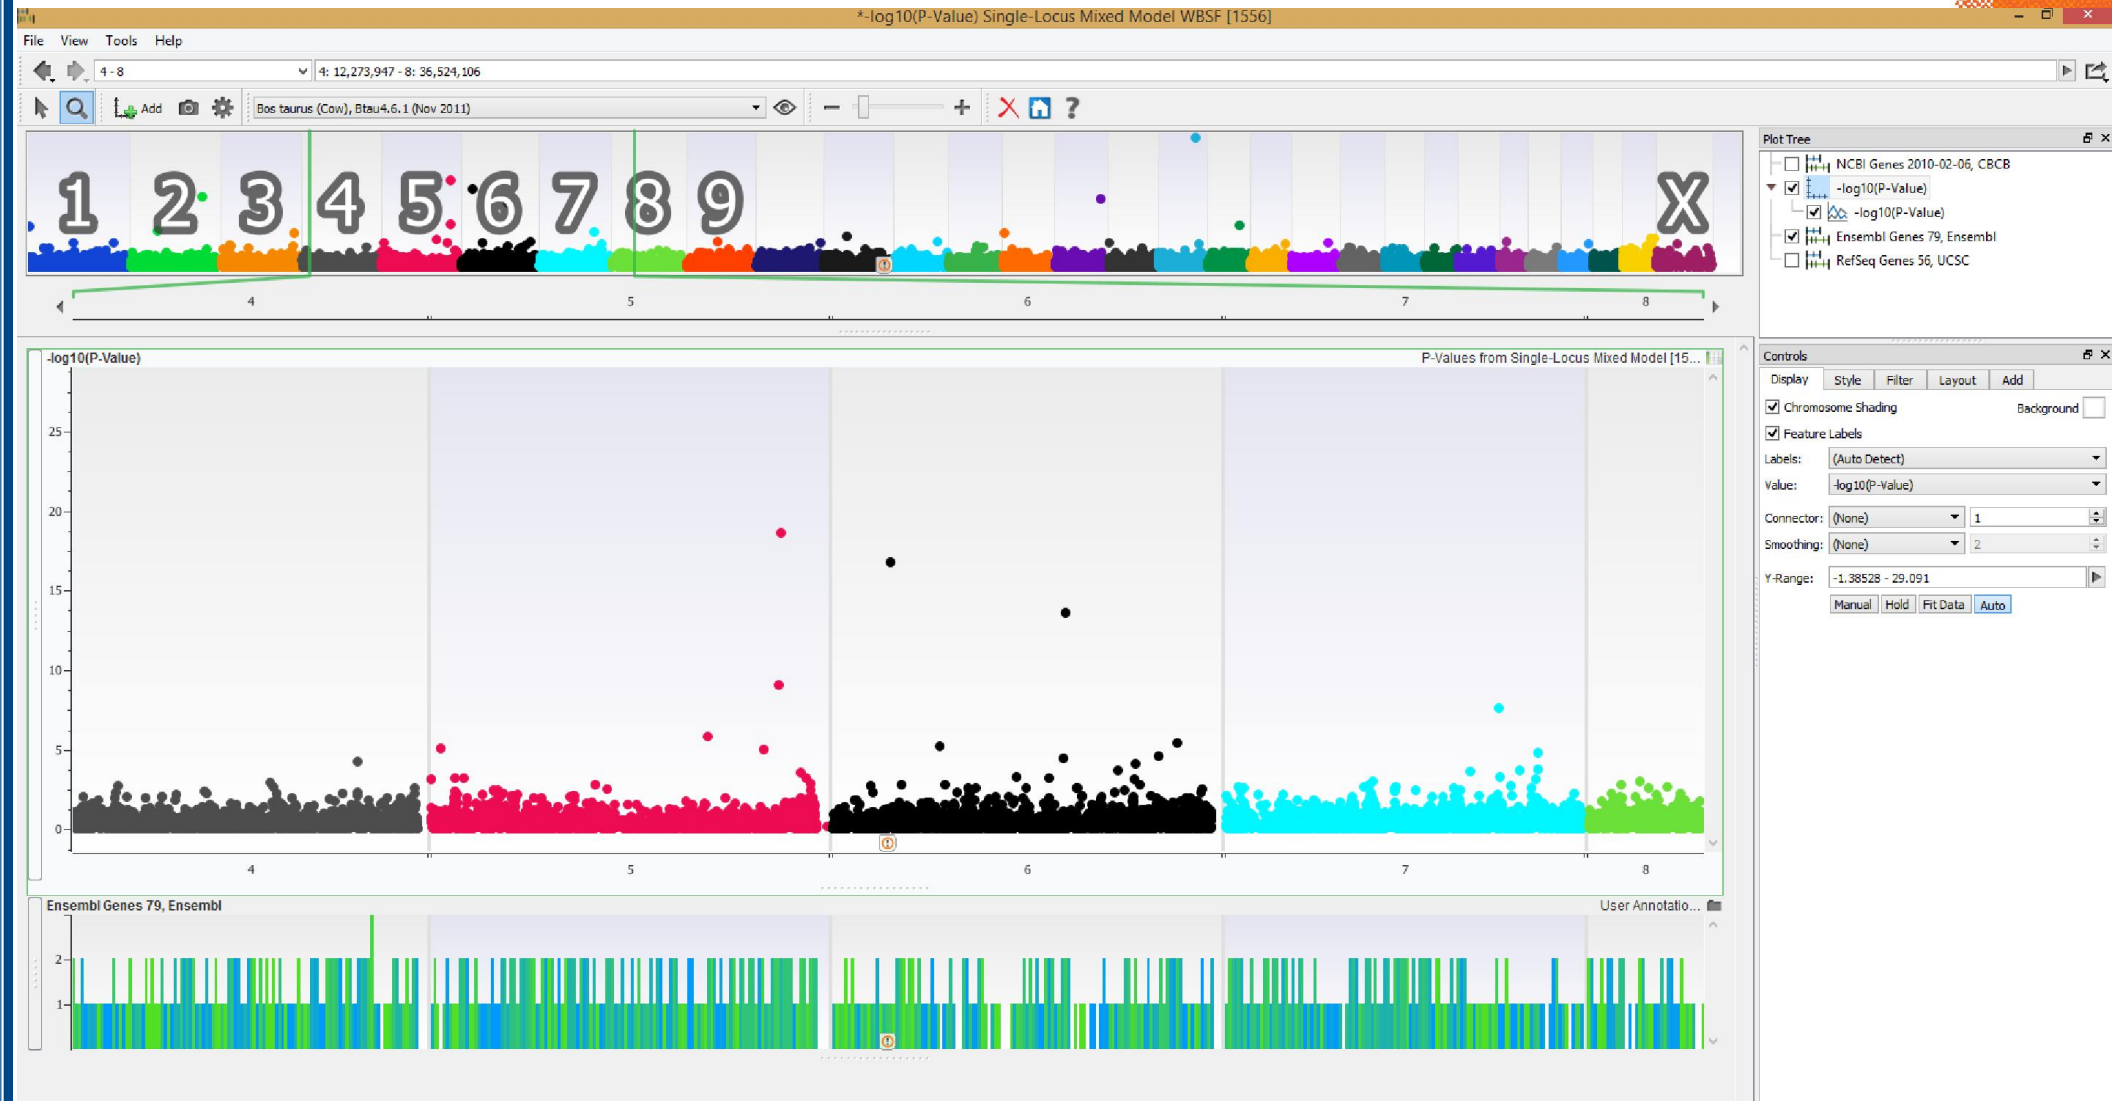 *-log10(P-Value) Single-Locus Mixed Model WBSF [1556]
File View Tools Help
4 - 8 4: 12,273,947 - 8: 36,524,106
Add Bos taurus (Cow), Btau4.6.1 (Nov 2011) ?
1 2 3 4 5 6 7 8 9 X
4 5 6 7 8
-log10(P-Value) P-Values from Single-Locus Mixed Model [15...
25
20
15
10
5
0
4 5 6 7 8
Ensembl Genes 79, Ensembl User Annotatio...
2
1
Plot Tree
NCBI Genes 2010-02-06, CBCB
-log10(P-Value)
-log10(P-Value)
Ensembl Genes 79, Ensembl
RefSeq Genes 56, UCSC
Controls
Display Style Filter Layout Add
Chromosome Shading Background
Feature Labels
Labels: (Auto Detect)
Value: -log10(P-Value)
Connector: (None) 1
Smoothing: (None) 2
Y-Range: -1.38528 - 29.091
Manual Hold Fit Data Auto